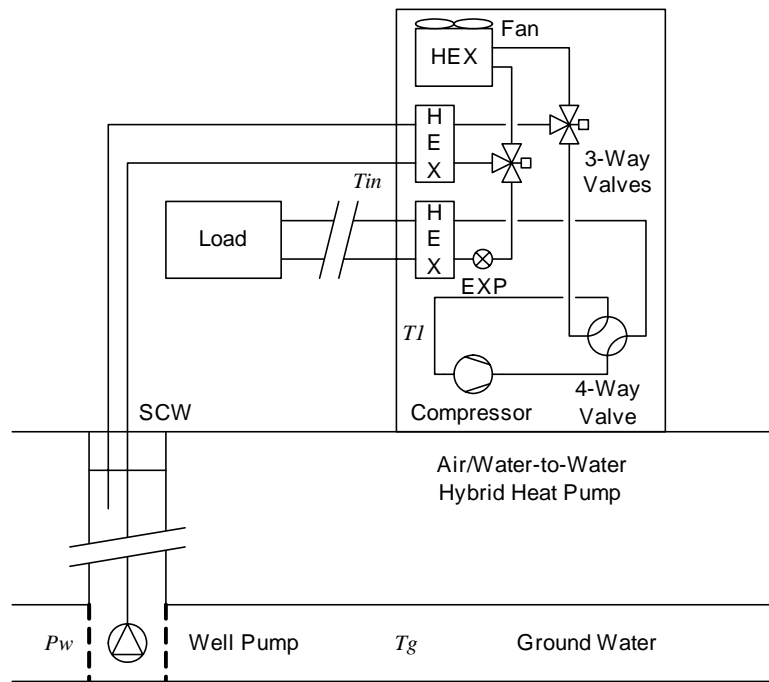 Fan
HEX
H
E
X
3-Way
Valves
Tin
H
E
X
Load
EXP
T1
4-Way
Valve
Compressor
SCW
Air/Water-to-Water
Hybrid Heat Pump
Pw
Well Pump
Tg
Ground Water